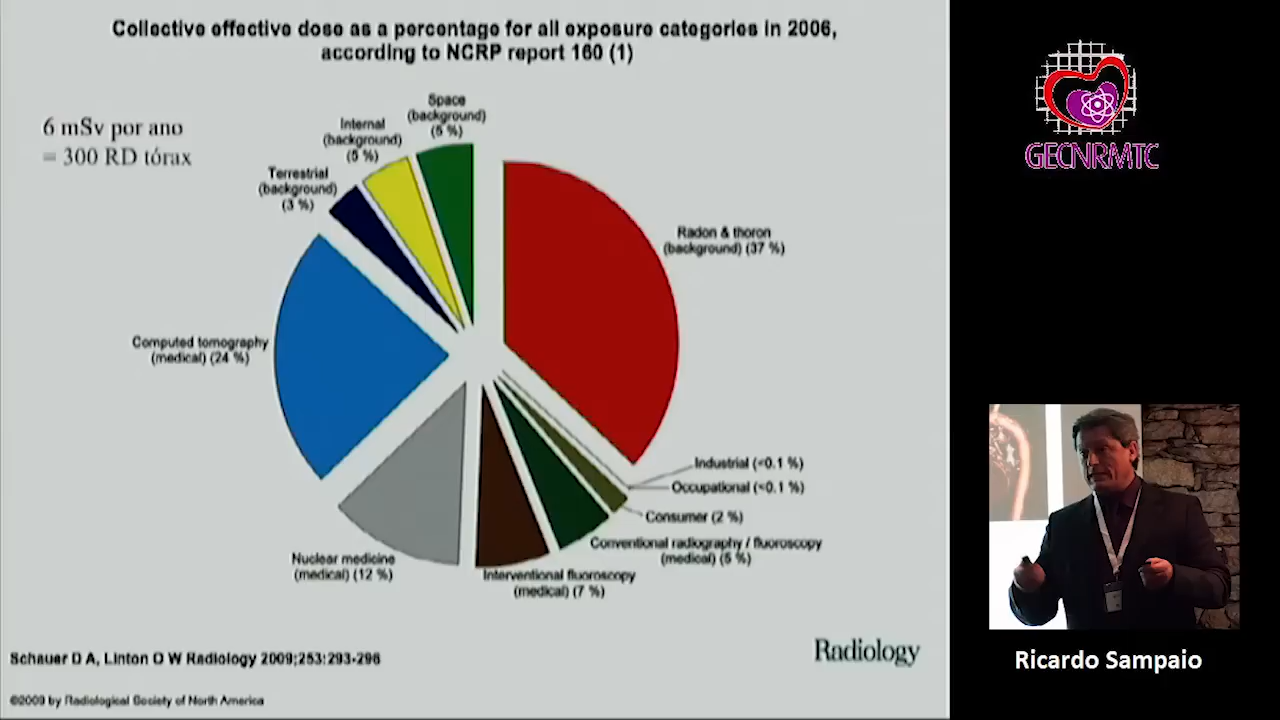 Collective effective dose as a percentage for all exposure categories in 2006,
according to NCRP report 160 (1)
6 mSv por ano
= 300 RD tórax
Space
(background)
(5 %)
Internal
(background)
(5 %)
Terrestrial
(background)
(3 %)
Radon & thoron
(background) (37 %)
Computed tomography
(medical) (24 %)
Industrial (<0.1 %)
Occupational (<0.1 %)
Consumer (2 %)
Conventional radiography / fluoroscopy
(medical) (5 %)
Nuclear medicine
(medical) (12 %)
Interventional fluoroscopy
(medical) (7 %)
Schauer D A, Linton O W Radiology 2009;253:293-296
Radiology
©2009 by Radiological Society of North America
GECNRMTC
Ricardo Sampaio